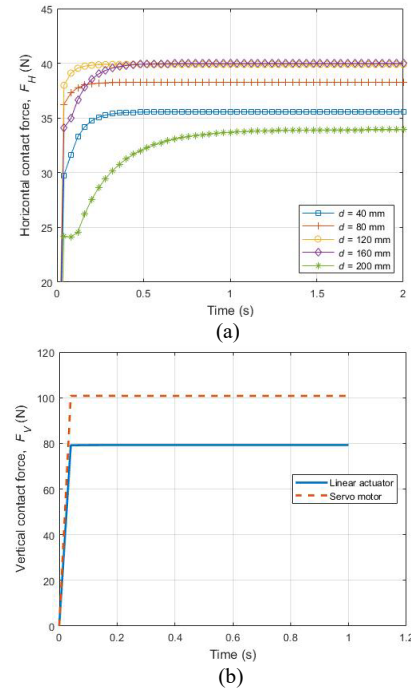 45
40
35
30
25
20
Horizontal contact force, F_H (N)
d = 40 mm
d = 80 mm
d = 120 mm
d = 160 mm
d = 200 mm
0 0.5 1 1.5 2
Time (s)
(a)
120
100
80
60
40
20
0
Vertical contact force, F_V (N)
Linear actuator
Servo motor
0 0.2 0.4 0.6 0.8 1 1.2
Time (s)
(b)